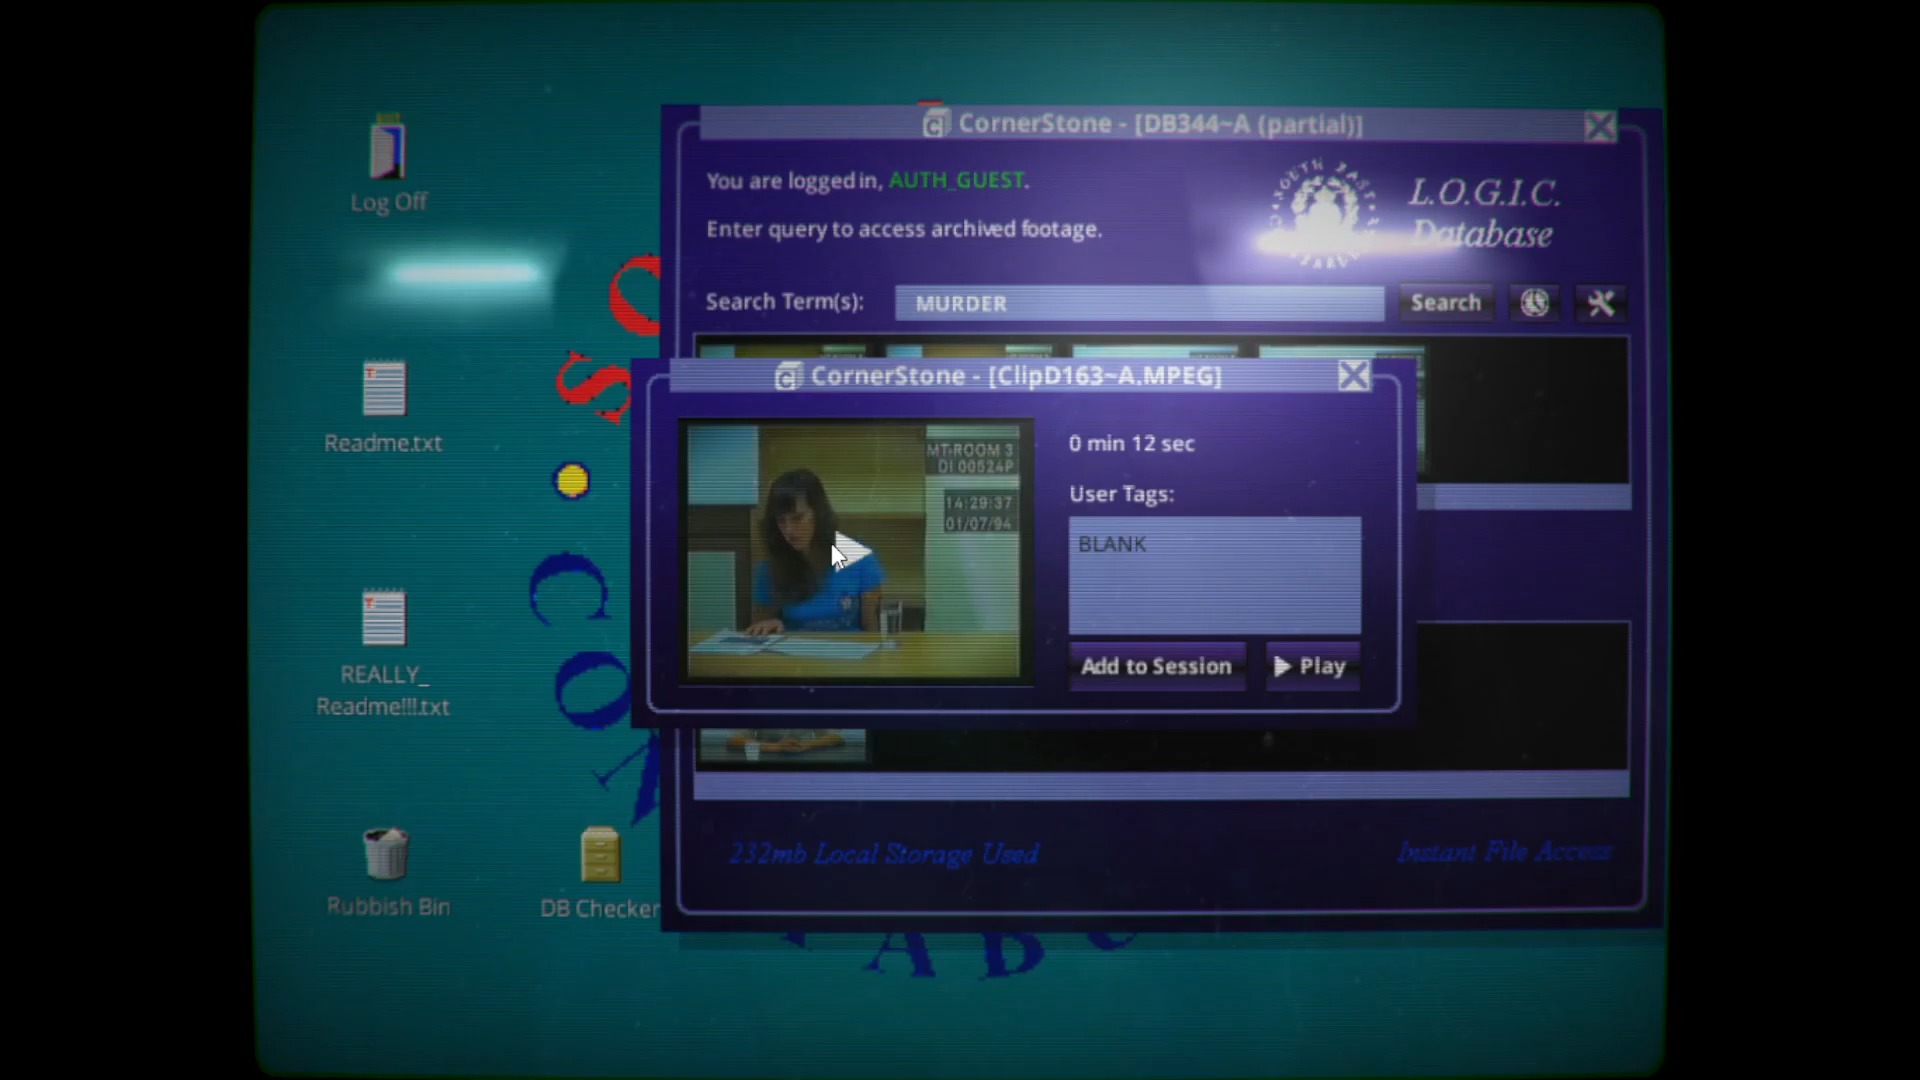 CornerStone - [DB344~A (partial)]
You are logged in, AUTH_GUEST.
Enter query to access archived footage.
SOUTH EAST
L.O.G.I.C.
Database
Search Term(s):
MURDER
Search
CornerStone - [ClipD163~A.MPEG]
MT-ROOM 3
DI 00524P
14:29:37
01/07/94
0 min 12 sec
User Tags:
BLANK
Add to Session
Play
232mb Local Storage Used
Instant File Access
Log Off
Readme.txt
REALLY_
Readme!!!.txt
Rubbish Bin
DB Checker